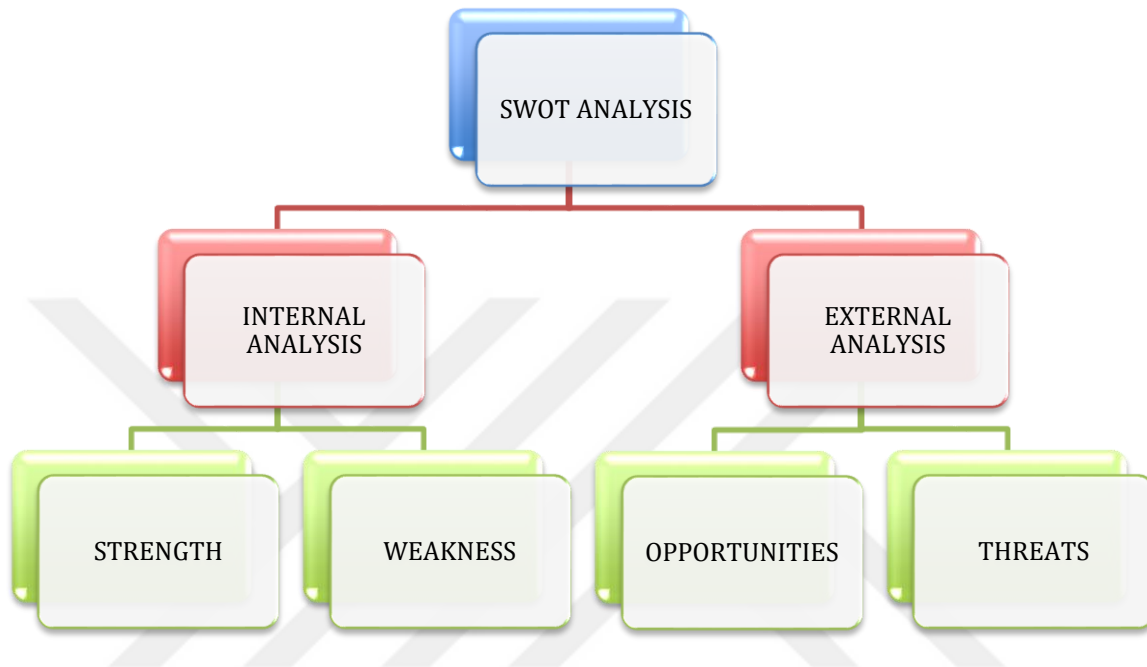 SWOT ANALYSIS
INTERNAL
ANALYSIS
EXTERNAL
ANALYSIS
STRENGTH
WEAKNESS
OPPORTUNITIES
THREATS